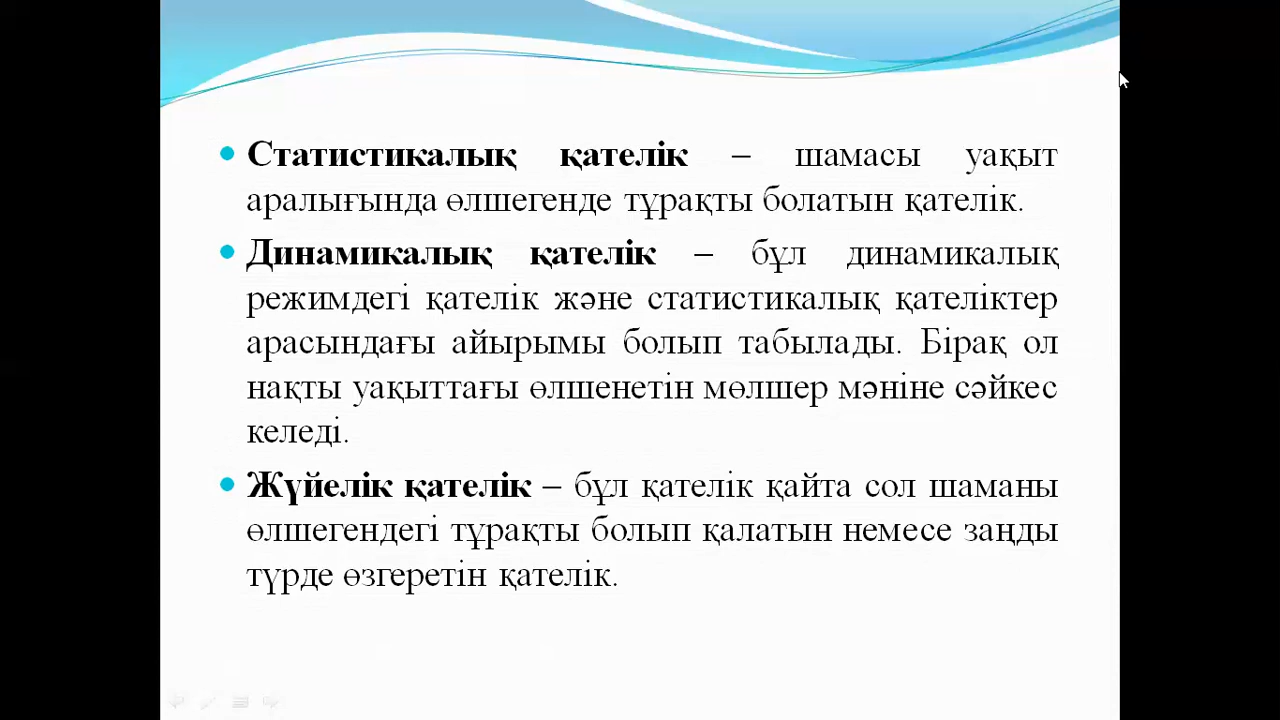 Статистикалық қателік – шамасы уақыт
аралығында өлшегенде тұрақты болатын қателік.
Динамикалық қателік – бұл динамикалық
режимдегі қателік және статистикалық қателіктер
арасындағы айырымы болып табылады. Бірақ ол
нақты уақыттағы өлшенетін мөлшер мәніне сәйкес
келеді.
Жүйелік қателік – бұл қателік қайта сол шаманы
өлшегендегі тұрақты болып қалатын немесе заңды
түрде өзгеретін қателік.